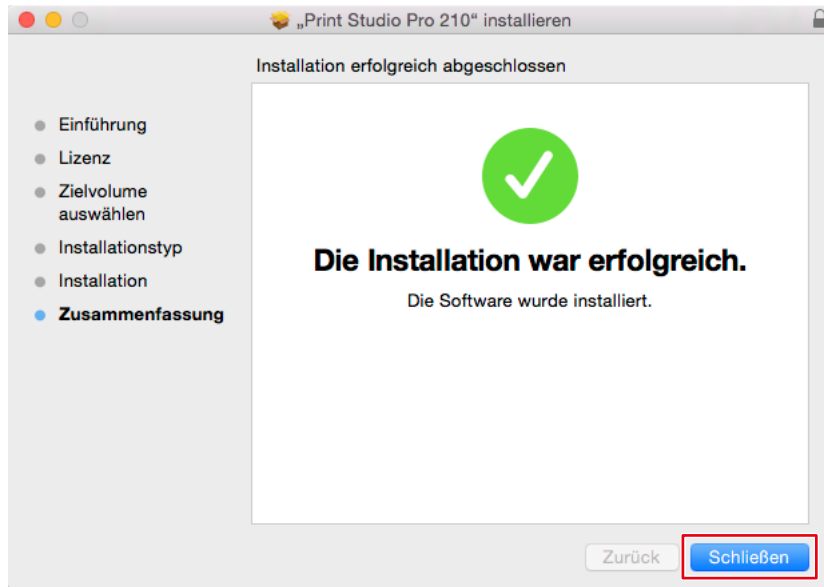 „Print Studio Pro 210“ installieren
Installation erfolgreich abgeschlossen
Einführung
Lizenz
Zielvolume
auswählen
Installationstyp
Installation
Zusammenfassung
Die Installation war erfolgreich.
Die Software wurde installiert.
Zurück
Schließen